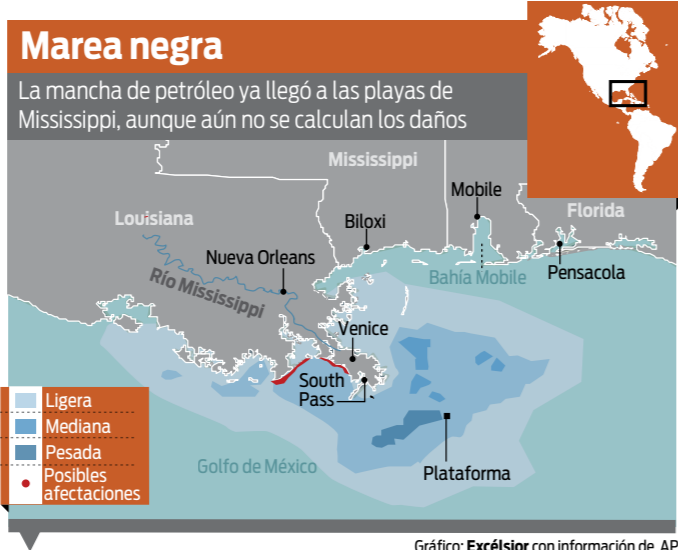 Marea negra
La mancha de petróleo ya llegó a las playas de
Mississippi, aunque aún no se calculan los daños
Mississippi
Mobile
Louisiana
Biloxi
Florida
Nueva Orleans
Bahía Mobile
Pensacola
Río Mississippi
Venice
South
Pass
Ligera
Mediana
Pesada
Posibles
afectaciones
Golfo de México
Plataforma
Gráfico: Excélsior con información de AP